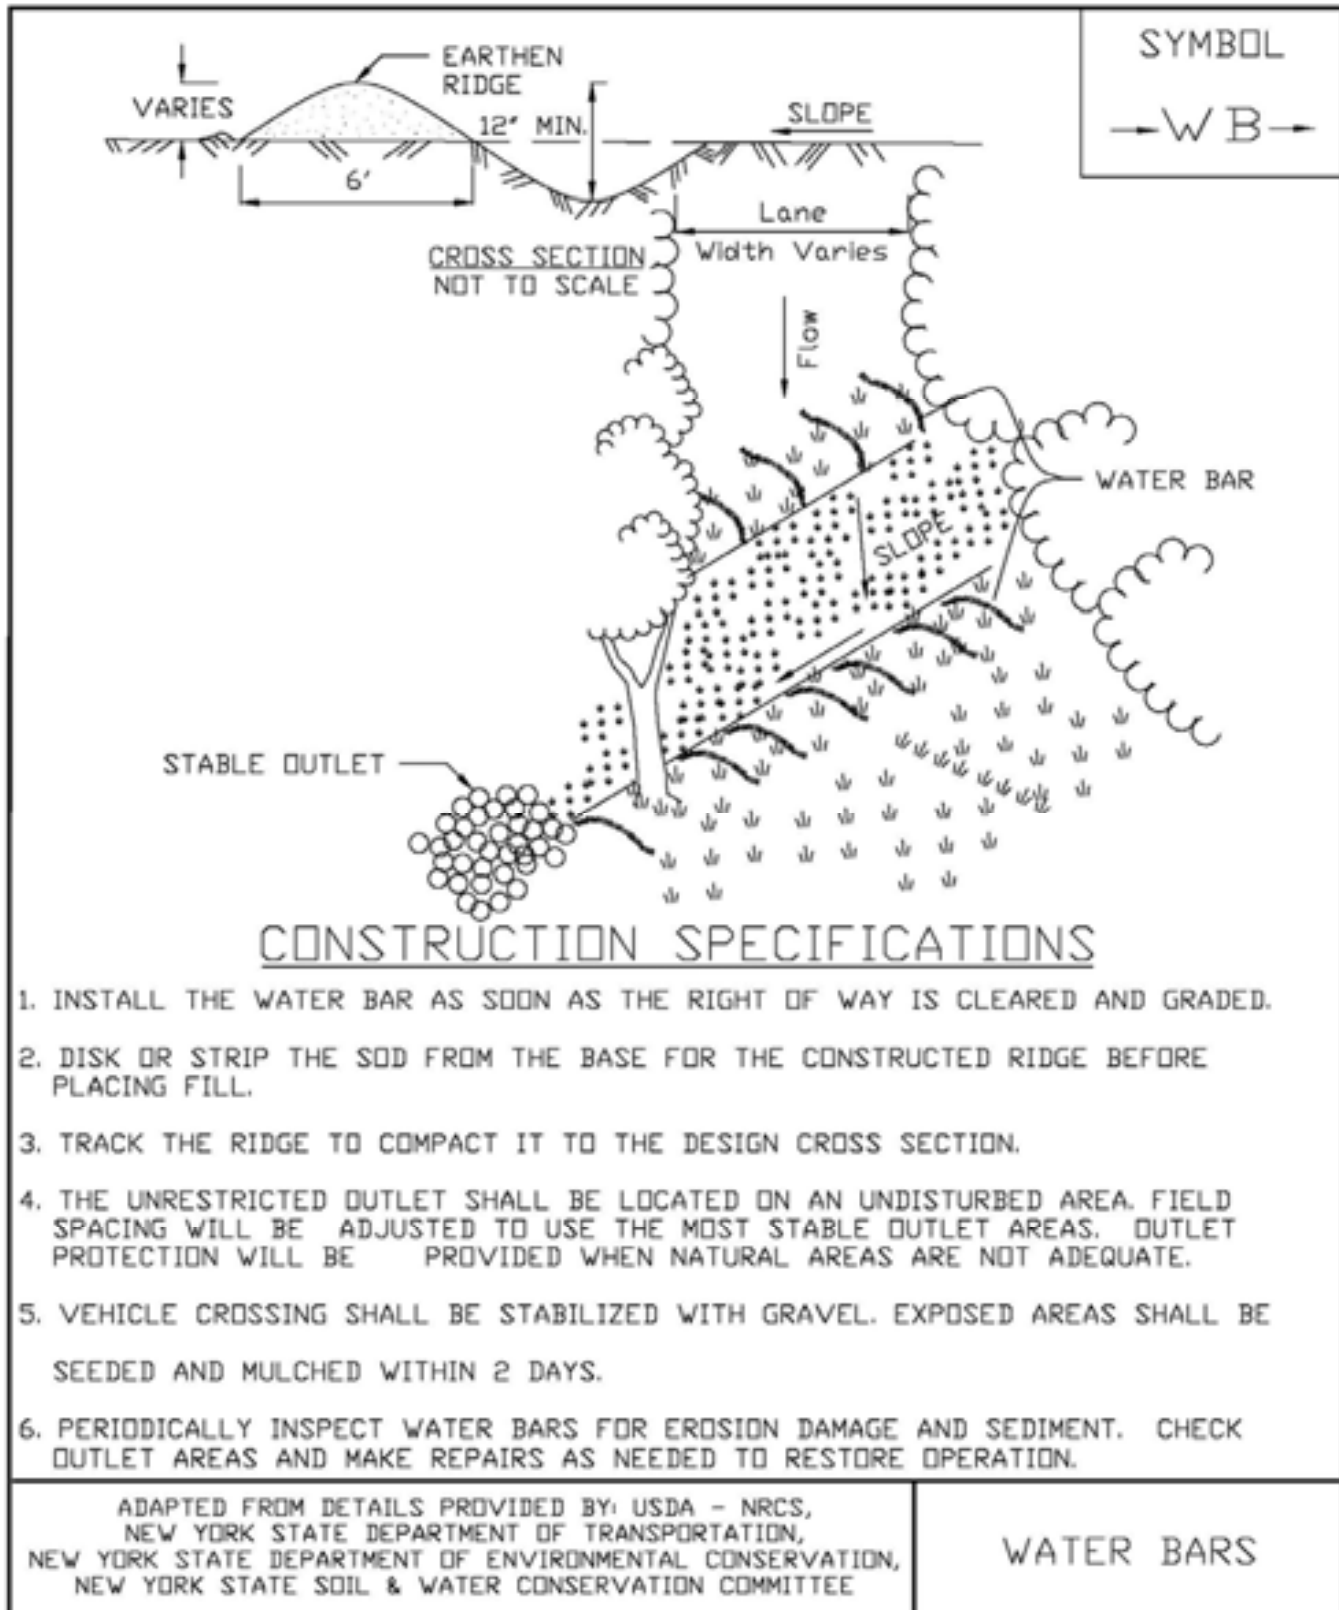 SYMBOL
WB
EARTHEN
RIDGE
VARIES
12" MIN.
SLOPE
6'
Lane
Width Varies
CROSS SECTION
NOT TO SCALE
Flow
WATER BAR
SLOPE
STABLE OUTLET
CONSTRUCTION SPECIFICATIONS
1. INSTALL THE WATER BAR AS SOON AS THE RIGHT OF WAY IS CLEARED AND GRADED.
2. DISK OR STRIP THE SOD FROM THE BASE FOR THE CONSTRUCTED RIDGE BEFORE
PLACING FILL.
3. TRACK THE RIDGE TO COMPACT IT TO THE DESIGN CROSS SECTION.
4. THE UNRESTRICTED OUTLET SHALL BE LOCATED ON AN UNDISTURBED AREA. FIELD
SPACING WILL BE ADJUSTED TO USE THE MOST STABLE OUTLET AREAS. OUTLET
PROTECTION WILL BE PROVIDED WHEN NATURAL AREAS ARE NOT ADEQUATE.
5. VEHICLE CROSSING SHALL BE STABILIZED WITH GRAVEL. EXPOSED AREAS SHALL BE
SEEDED AND MULCHED WITHIN 2 DAYS.
6. PERIODICALLY INSPECT WATER BARS FOR EROSION DAMAGE AND SEDIMENT. CHECK
OUTLET AREAS AND MAKE REPAIRS AS NEEDED TO RESTORE OPERATION.
ADAPTED FROM DETAILS PROVIDED BY: USDA - NRCS,
NEW YORK STATE DEPARTMENT OF TRANSPORTATION,
NEW YORK STATE DEPARTMENT OF ENVIRONMENTAL CONSERVATION,
NEW YORK STATE SOIL & WATER CONSERVATION COMMITTEE
WATER BARS